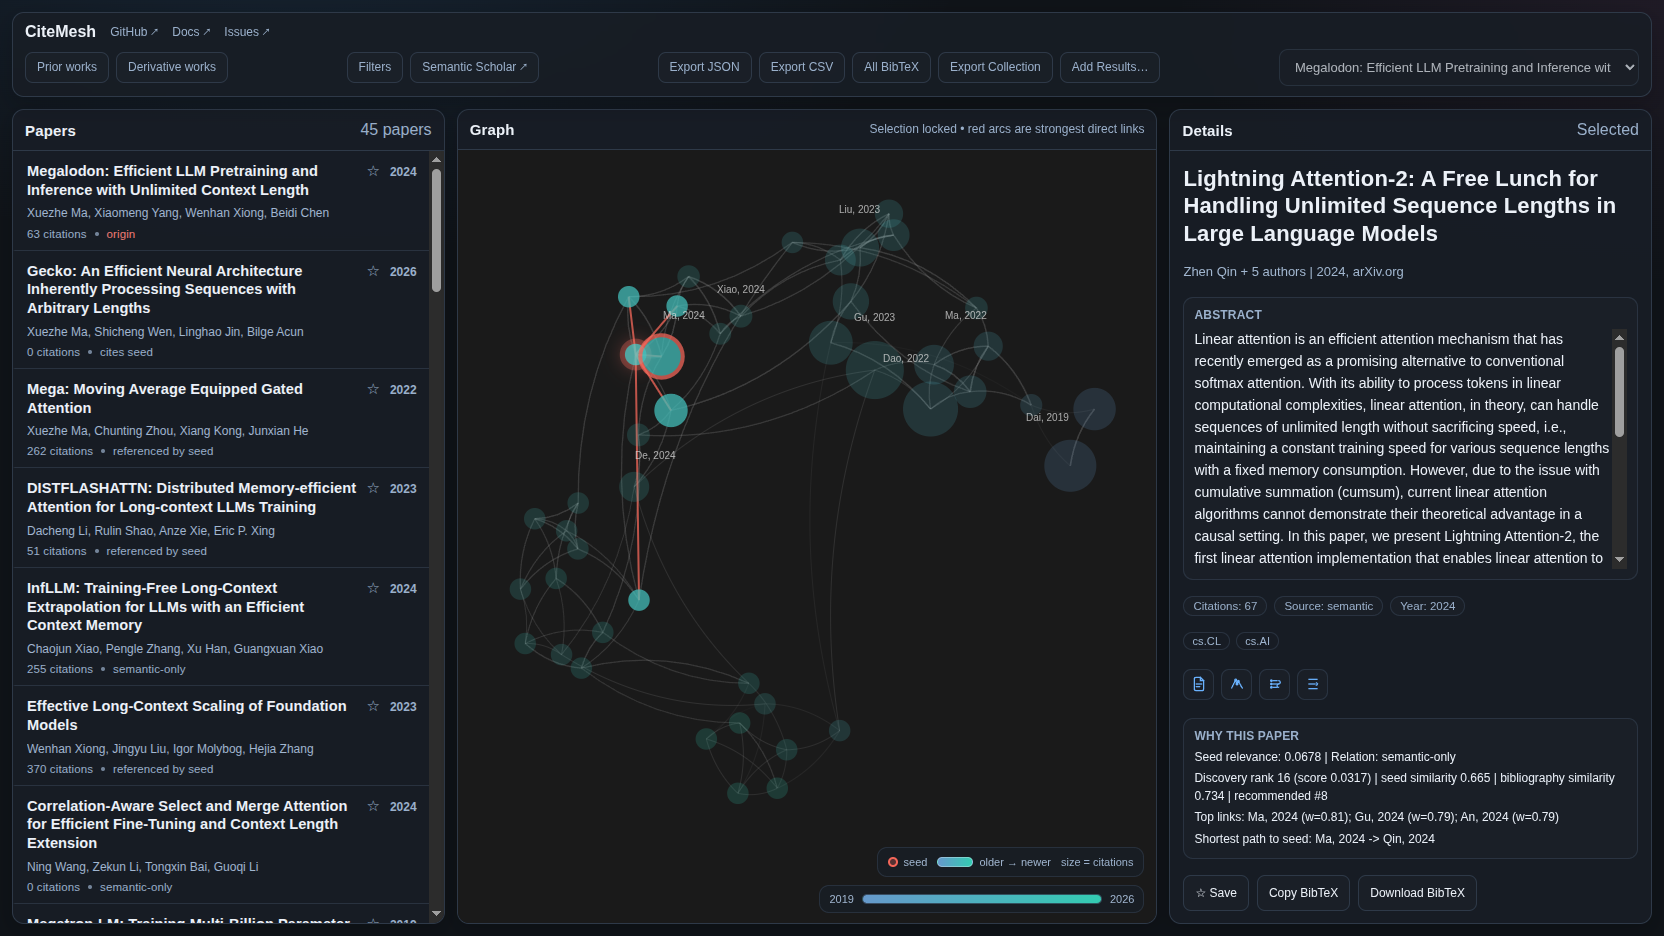 CiteMesh GitHub ↗ Docs ↗ Issues ↗
Prior works Derivative works Filters Semantic Scholar ↗ Export JSON Export CSV All BibTeX Export Collection Add Results… Megalodon: Efficient LLM Pretraining and Inference wit
Papers 45 papers
Megalodon: Efficient LLM Pretraining and ☆ 2024
Inference with Unlimited Context Length
Xuezhe Ma, Xiaomeng Yang, Wenhan Xiong, Beidi Chen
63 citations • origin
Gecko: An Efficient Neural Architecture ☆ 2026
Inherently Processing Sequences with
Arbitrary Lengths
Xuezhe Ma, Shicheng Wen, Linghao Jin, Bilge Acun
0 citations • cites seed
Mega: Moving Average Equipped Gated ☆ 2022
Attention
Xuezhe Ma, Chunting Zhou, Xiang Kong, Junxian He
262 citations • referenced by seed
DISTFLASHATTN: Distributed Memory-efficient ☆ 2023
Attention for Long-context LLMs Training
Dacheng Li, Rulin Shao, Anze Xie, Eric P. Xing
51 citations • referenced by seed
InfLLM: Training-Free Long-Context ☆ 2024
Extrapolation for LLMs with an Efficient
Context Memory
Chaojun Xiao, Pengle Zhang, Xu Han, Guangxuan Xiao
255 citations • semantic-only
Effective Long-Context Scaling of Foundation ☆ 2023
Models
Wenhan Xiong, Jingyu Liu, Igor Molybog, Hejia Zhang
370 citations • referenced by seed
Correlation-Aware Select and Merge Attention ☆ 2024
for Efficient Fine-Tuning and Context Length
Extension
Ning Wang, Zekun Li, Tongxin Bai, Guoqi Li
0 citations • semantic-only
Megatron-LM: Training Multi-Billion Parameter ☆ 2019
Graph Selection locked • red arcs are strongest direct links
Liu, 2023
Xiao, 2024
Ma, 2024
Gu, 2023
Ma, 2022
Dao, 2022
Dai, 2019
De, 2024
seed older → newer size = citations
2019 2026
Details Selected
Lightning Attention-2: A Free Lunch for
Handling Unlimited Sequence Lengths in
Large Language Models
Zhen Qin + 5 authors | 2024, arXiv.org
ABSTRACT
Linear attention is an efficient attention mechanism that has
recently emerged as a promising alternative to conventional
softmax attention. With its ability to process tokens in linear
computational complexities, linear attention, in theory, can handle
sequences of unlimited length without sacrificing speed, i.e.,
maintaining a constant training speed for various sequence lengths
with a fixed memory consumption. However, due to the issue with
cumulative summation (cumsum), current linear attention
algorithms cannot demonstrate their theoretical advantage in a
causal setting. In this paper, we present Lightning Attention-2, the
first linear attention implementation that enables linear attention to
Citations: 67 Source: semantic Year: 2024
cs.CL cs.AI
WHY THIS PAPER
Seed relevance: 0.0678 | Relation: semantic-only
Discovery rank 16 (score 0.0317) | seed similarity 0.665 | bibliography similarity
0.734 | recommended #8
Top links: Ma, 2024 (w=0.81); Gu, 2024 (w=0.79); An, 2024 (w=0.79)
Shortest path to seed: Ma, 2024 -> Qin, 2024
☆ Save Copy BibTeX Download BibTeX